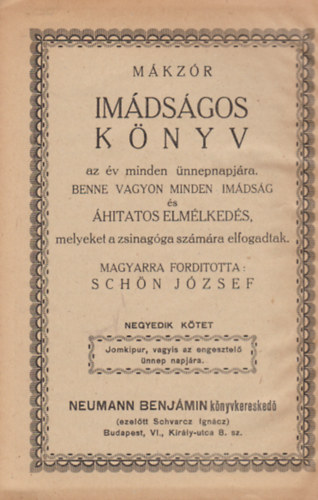 MÁKZÓR
IMÁDSÁGOS
KÖNYV
az év minden ünnepnapjára.
BENNE VAGYON MINDEN IMÁDSÁG
és
ÁHITATOS ELMÉLKEDÉS,
melyeket a zsinagóga számára elfogadtak.
MAGYARRA FORDITOTTA:
SCHÖN JÓZSEF
NEGYEDIK KÖTET
Jomkipur, vagyis az engesztelő
ünnep napjára.
NEUMANN BENJÁMIN könyvkereskedő
(ezelőtt Schvarcz Ignácz)
Budapest, VI., Király-utca 8. sz.